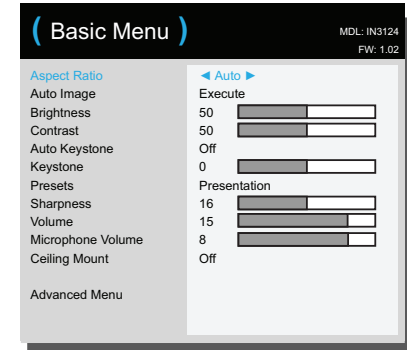 ( Basic Menu )
MDL: IN3124
FW: 1.02
Aspect Ratio ◄ Auto ►
Auto Image Execute
Brightness 50
Contrast 50
Auto Keystone Off
Keystone 0
Presets Presentation
Sharpness 16
Volume 15
Microphone Volume 8
Ceiling Mount Off
Advanced Menu